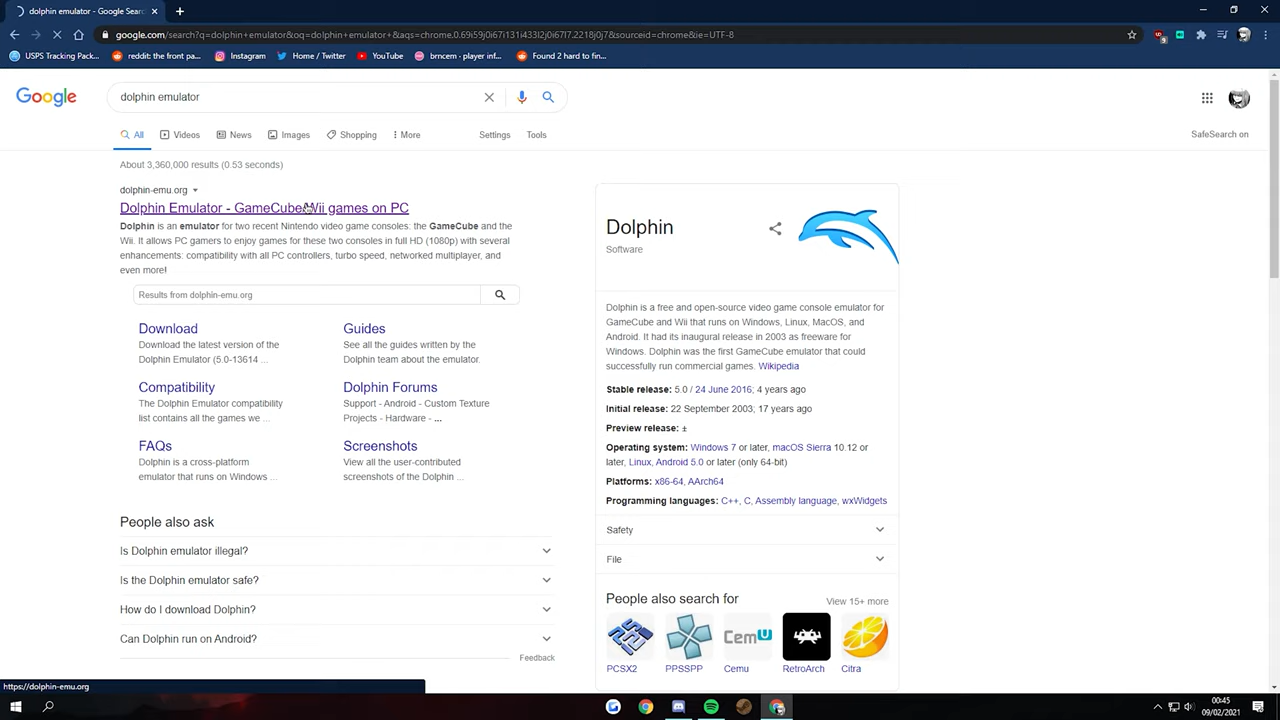 dolphin emulator - Google Search
google.com/search?q=dolphin+emulator&oq=dolphin+emulator+&aqs=chrome.0.69i59j0i67i131i433l2j0i67l2.2218j0j7&sourceid=chrome&ie=UTF-8
USPS Tracking Pack... reddit: the front pa... Instagram Home / Twitter YouTube brncem - player inf... Found 2 hard to fin...
Google dolphin emulator
All Videos News Images Shopping More Settings Tools SafeSearch on
About 3,360,000 results (0.53 seconds)
dolphin-emu.org
Dolphin Emulator - GameCube/Wii games on PC
Dolphin is an emulator for two recent Nintendo video game consoles: the GameCube and the
Wii. It allows PC gamers to enjoy games for these two consoles in full HD (1080p) with several
enhancements: compatibility with all PC controllers, turbo speed, networked multiplayer, and
even more!
Results from dolphin-emu.org
Download
Download the latest version of the
Dolphin Emulator (5.0-13614 ...
Guides
See all the guides written by the
Dolphin team about the emulator.
Compatibility
The Dolphin Emulator compatibility
list contains all the games we ...
Dolphin Forums
Support - Android - Custom Texture
Projects - Hardware - ...
FAQs
Dolphin is a cross-platform
emulator that runs on Windows ...
Screenshots
View all the user-contributed
screenshots of the Dolphin ...
People also ask
Is Dolphin emulator illegal?
Is the Dolphin emulator safe?
How do I download Dolphin?
Can Dolphin run on Android?
Feedback
Dolphin
Software
Dolphin is a free and open-source video game console emulator for
GameCube and Wii that runs on Windows, Linux, MacOS, and
Android. It had its inaugural release in 2003 as freeware for
Windows. Dolphin was the first GameCube emulator that could
successfully run commercial games. Wikipedia
Stable release: 5.0 / 24 June 2016; 4 years ago
Initial release: 22 September 2003; 17 years ago
Preview release: ±
Operating system: Windows 7 or later, macOS Sierra 10.12 or
later, Linux, Android 5.0 or later (only 64-bit)
Platforms: x86-64, AArch64
Programming languages: C++, C, Assembly language, wxWidgets
Safety
File
People also search for View 15+ more
Cemu
PCSX2 PPSSPP Cemu RetroArch Citra
https://dolphin-emu.org
00:45
09/02/2021